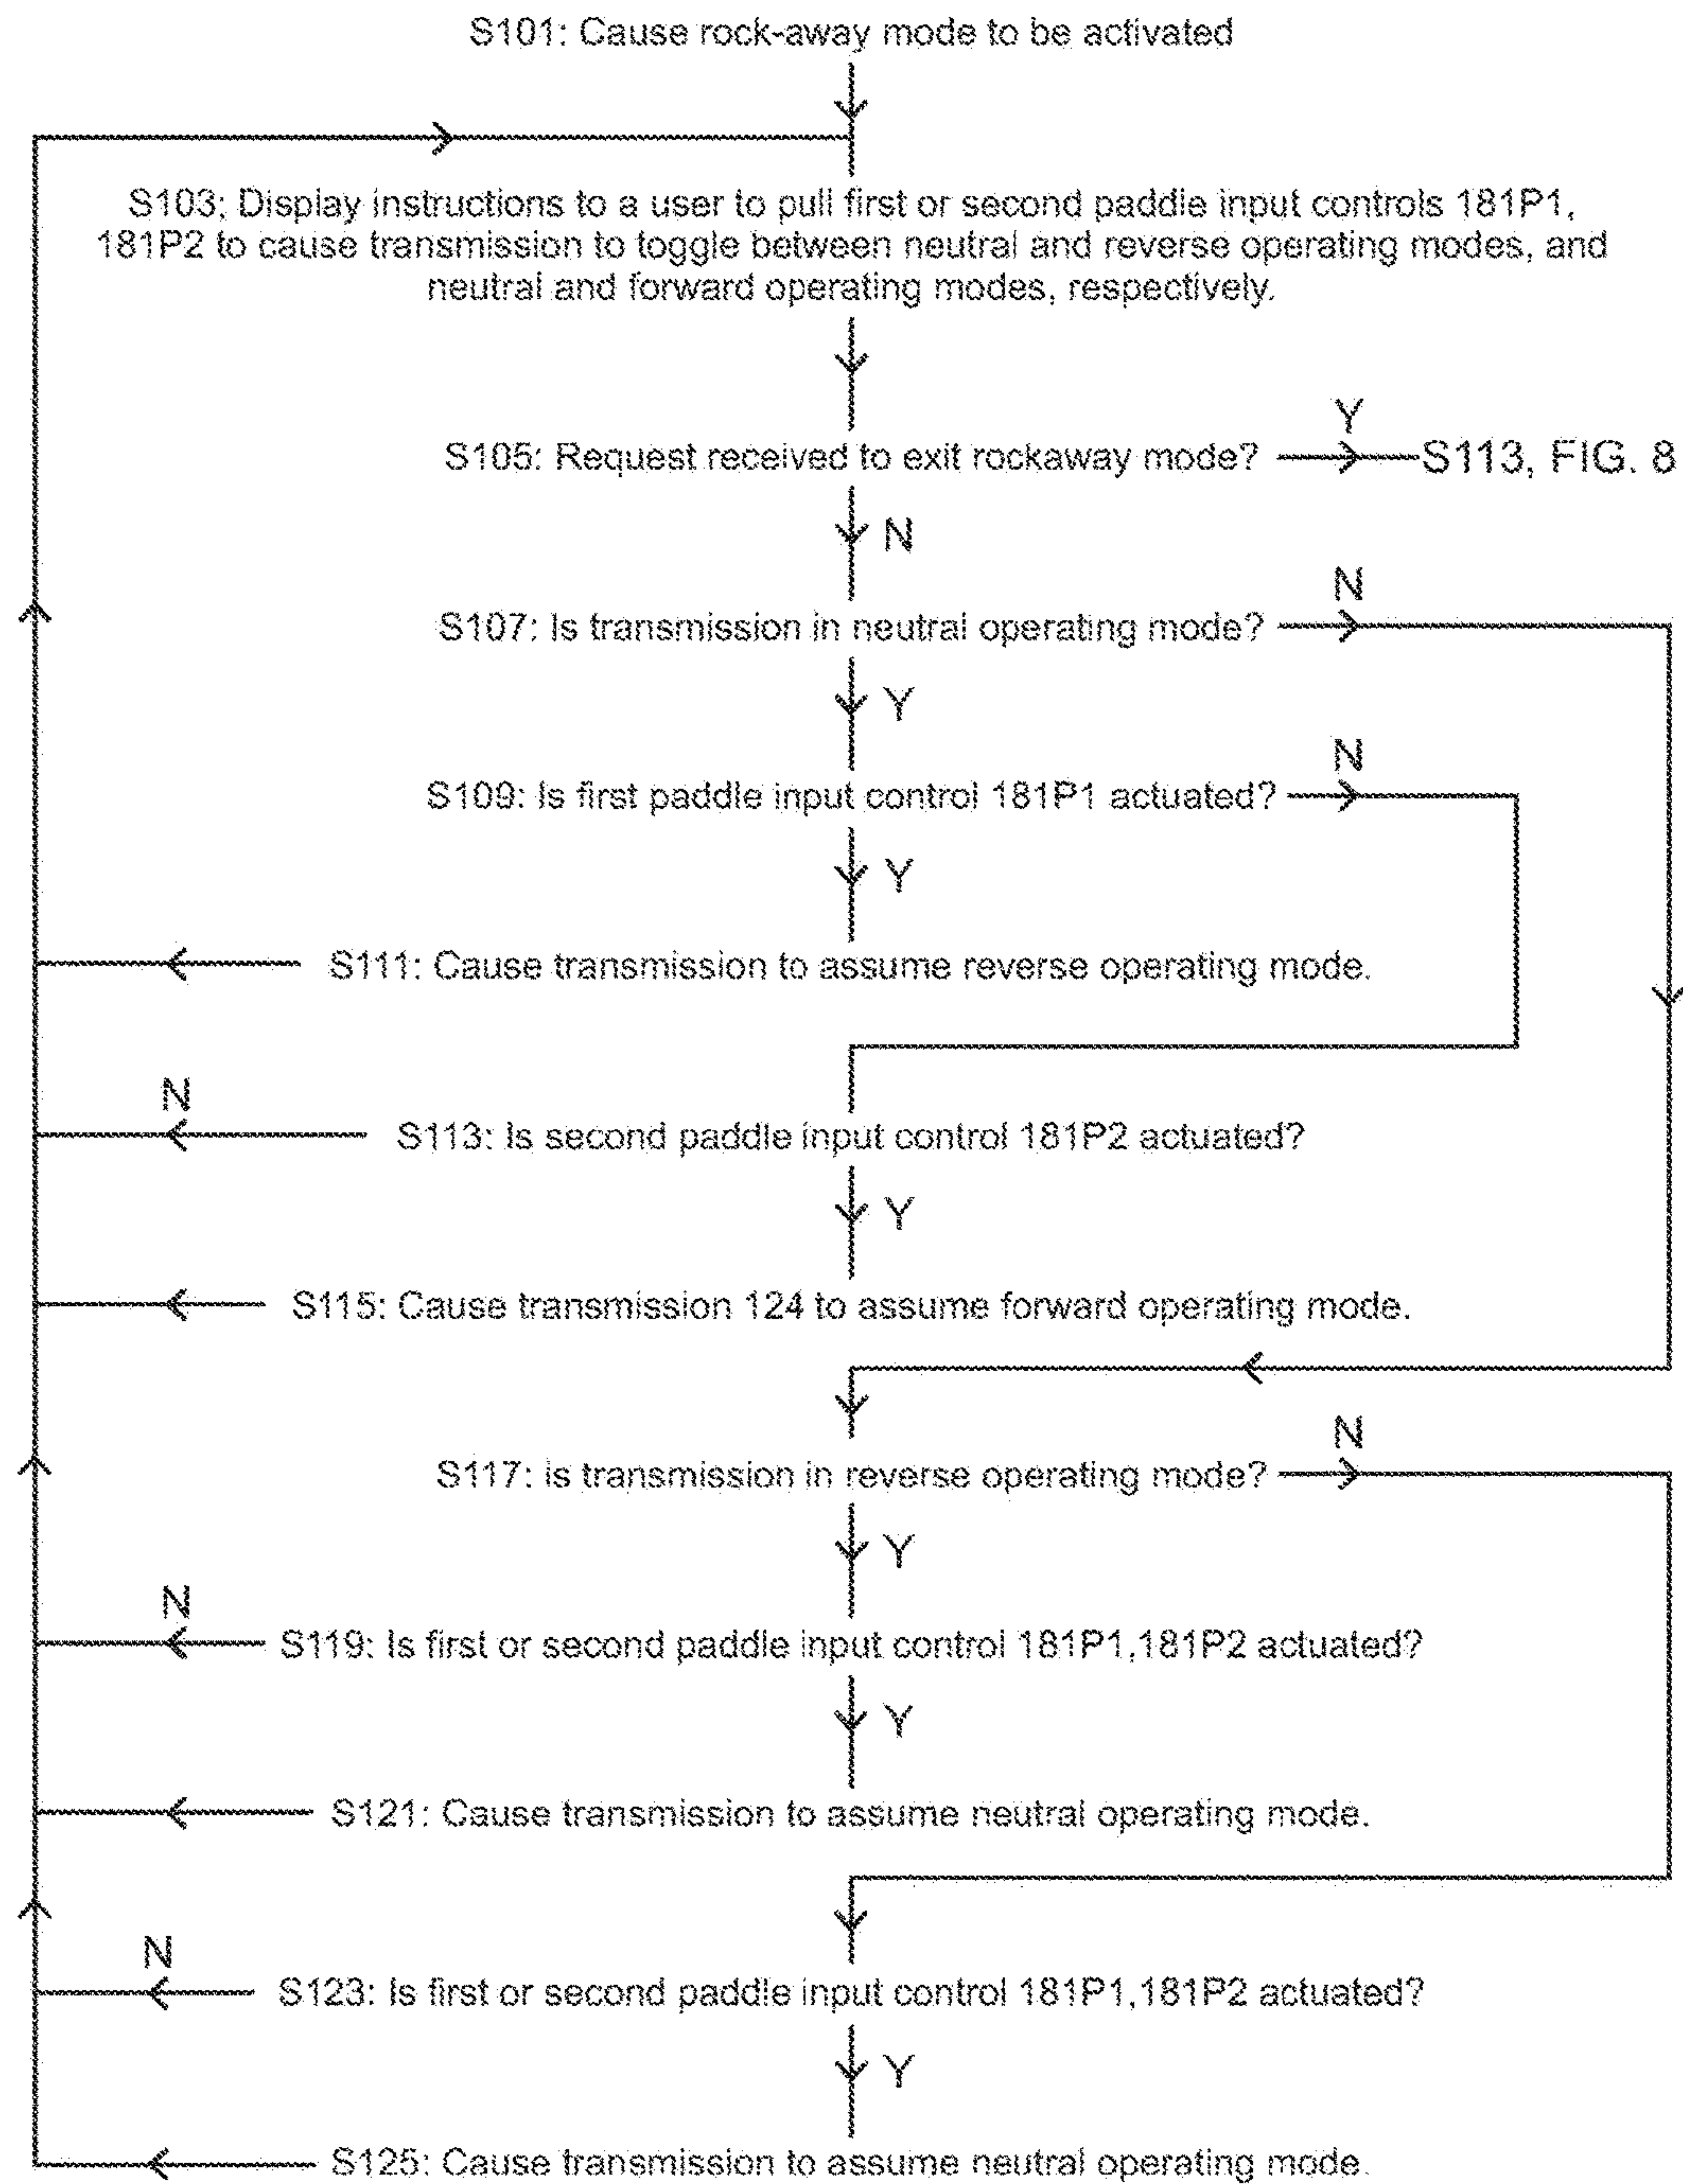 S101: Cause rock-away mode to be activated
S103; Display instructions to a user to pull first or second paddle input controls 181P1,
181P2 to cause transmission to toggle between neutral and reverse operating modes, and
neutral and forward operating modes, respectively.
Y
S105: Request received to exit rockaway mode?
S113, FIG. 8
N
N
S107: Is transmission in neutral operating mode?
Y
N
S109: Is first paddle input control 181P1 actuated?
Y
S111: Cause transmission to assume reverse operating mode.
N
S113: Is second paddle input control 181P2 actuated?
Y
S115: Cause transmission 124 to assume forward operating mode.
N
S117: is transmission in reverse operating mode?
Y
N
S119: Is first or second paddle input control 181P1,181P2 actuated?
Y
S121: Cause transmission to assume neutral operating mode.
N
S123: Is first or second paddle input control 181P1,181P2 actuated?
Y
S125: Cause transmission to assume neutral operating mode.